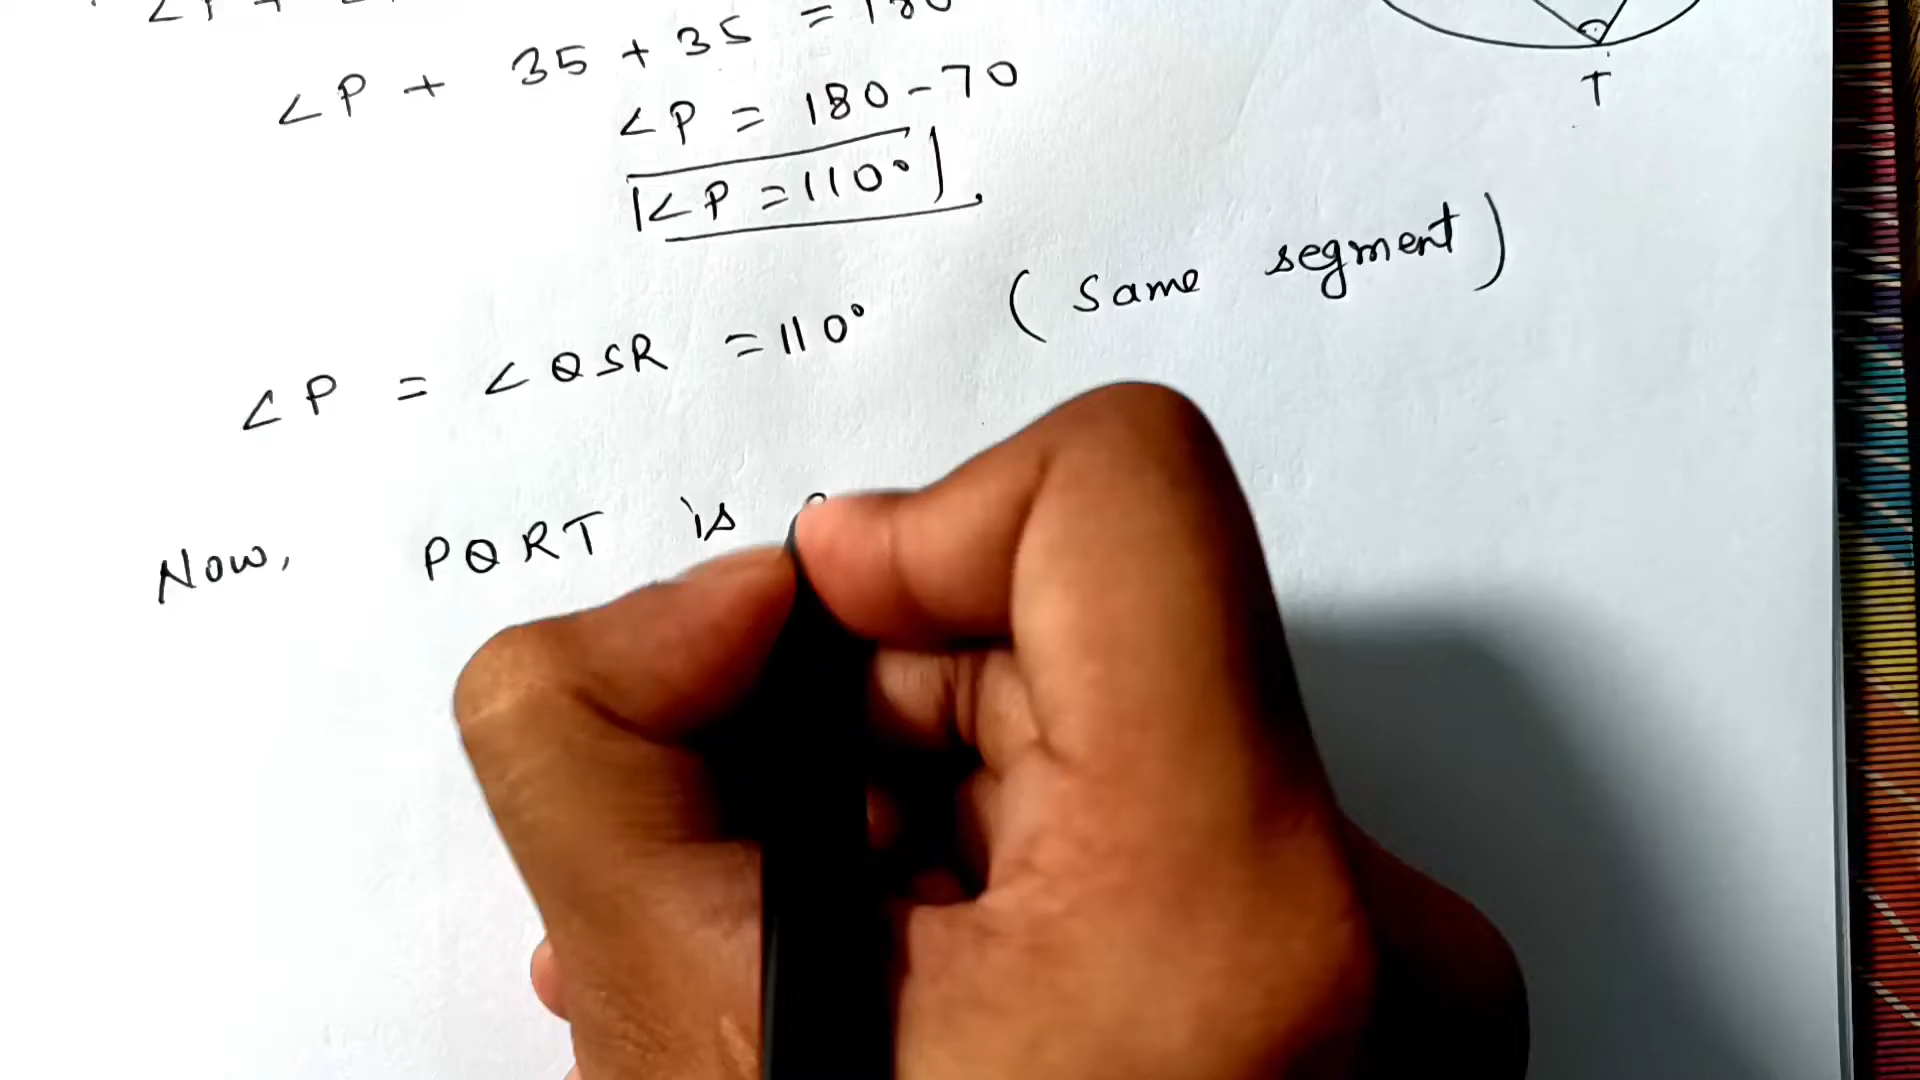 ∠P + 35 + 35 = 180
∠P = 180 - 70
∠P = 110°
T
∠P = ∠QSR = 110° (Same segment)
Now, PQRT is